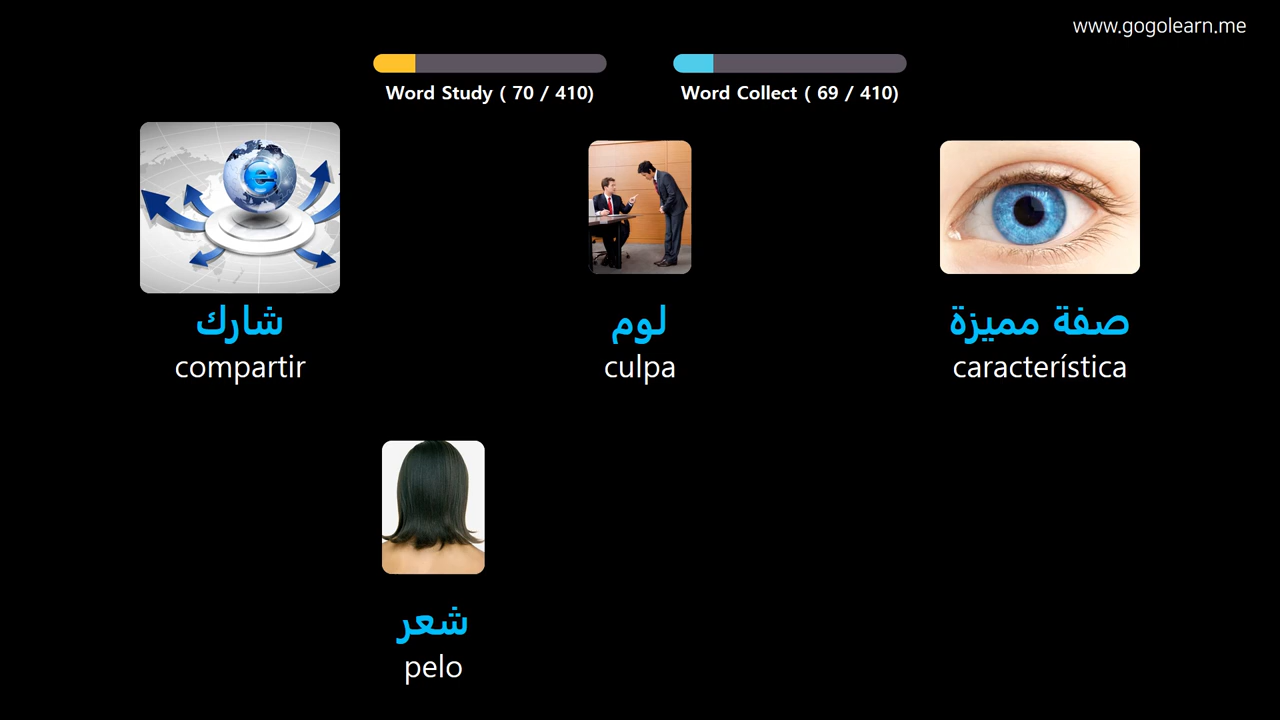 www.gogolearn.me
Word Study ( 70 / 410)
Word Collect ( 69 / 410)
شارك
compartir
لوم
culpa
صفة مميزة
característica
شعر
pelo